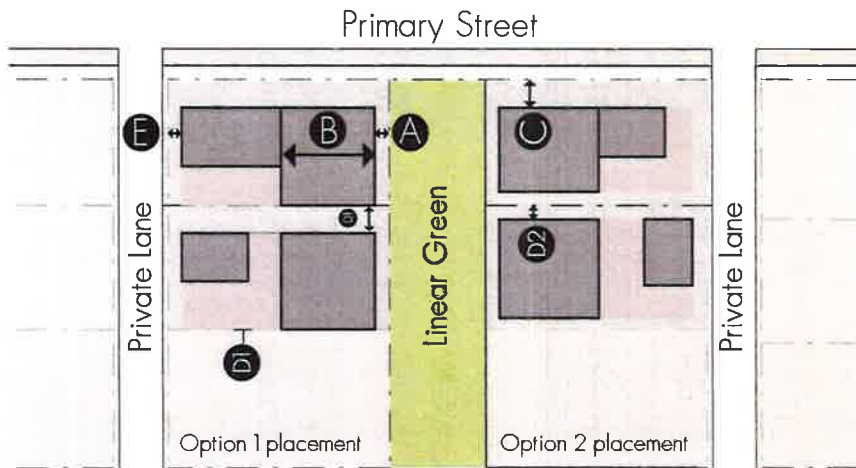 Primary Street
E
B
A
C
D2
D1
Private Lane
Linear Green
Private Lane
Option 1 placement
Option 2 placement